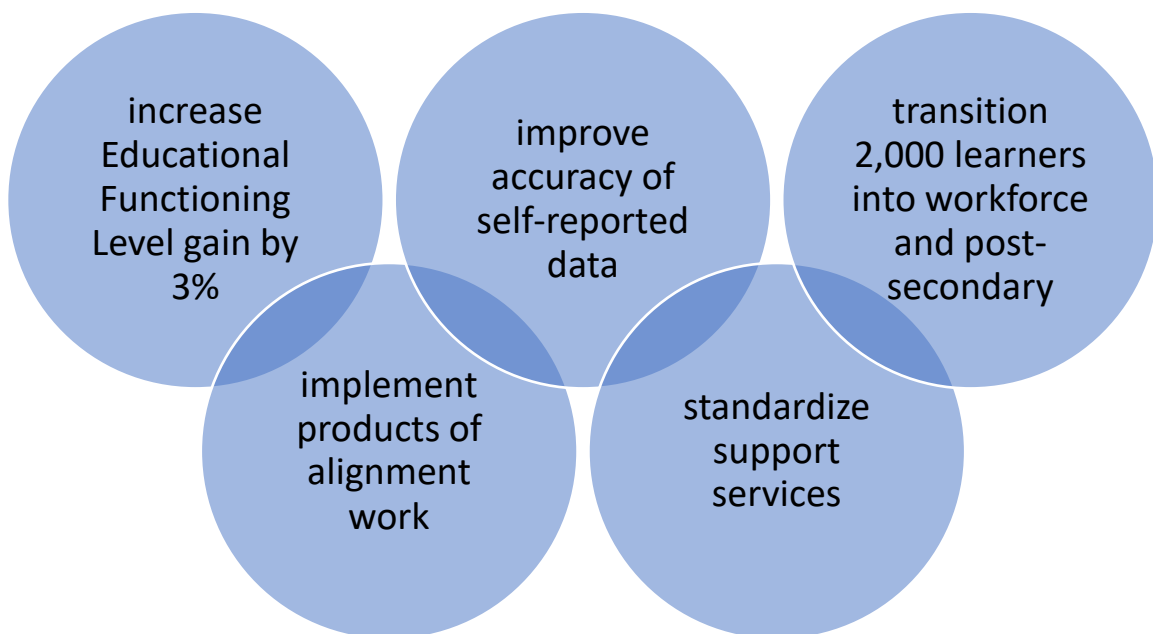 increase
Educational
Functioning
Level gain by
3%
improve
accuracy of
self-reported
data
transition
2,000 learners
into workforce
and post-
secondary
implement
products of
alignment
work
standardize
support
services